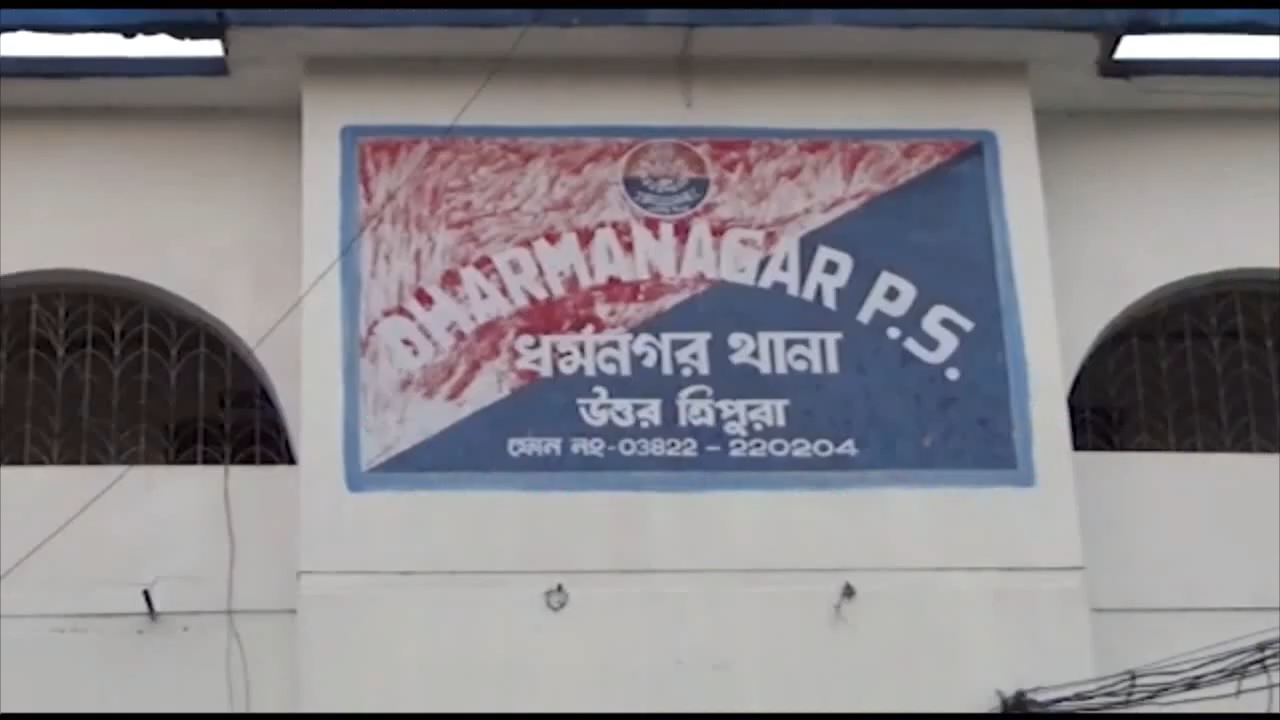 DHARMANAGAR P.S.
ধর্মনগর থানা
উত্তর ত্রিপুরা
ফোন নং-03822 - 220204